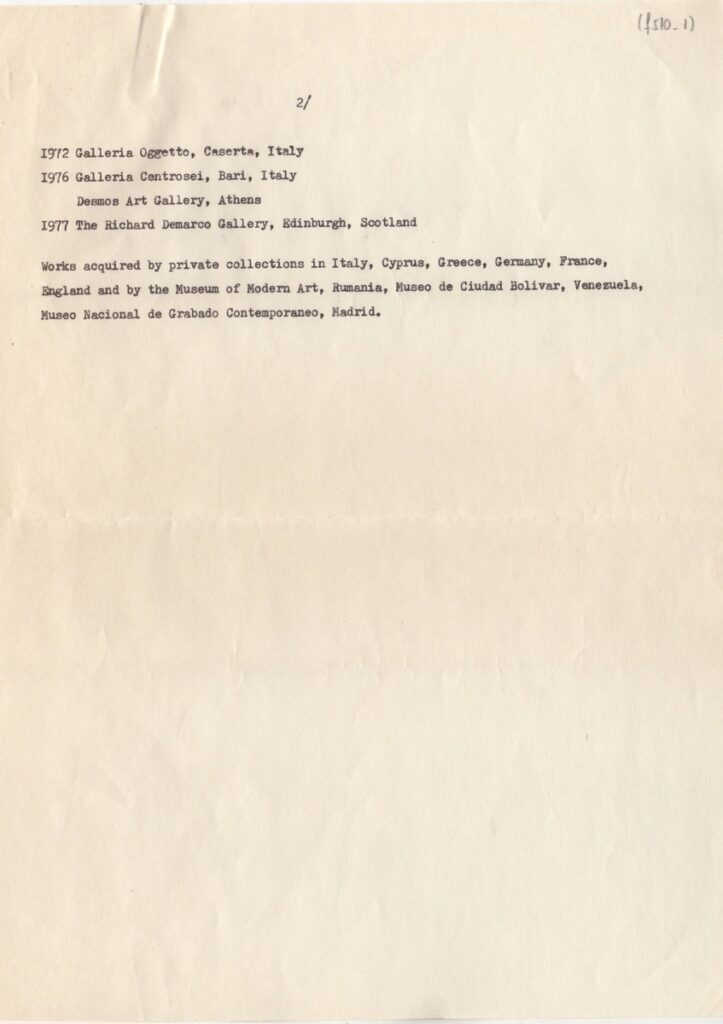 (f510_1)
2/
1972 Galleria Oggetto, Caserta, Italy
1976 Galleria Centrosei, Bari, Italy
Desmos Art Gallery, Athens
1977 The Richard Demarco Gallery, Edinburgh, Scotland
Works acquired by private collections in Italy, Cyprus, Greece, Germany, France,
England and by the Museum of Modern Art, Rumania, Museo de Ciudad Bolivar, Venezuela,
Museo Nacional de Grabado Contemporaneo, Madrid.